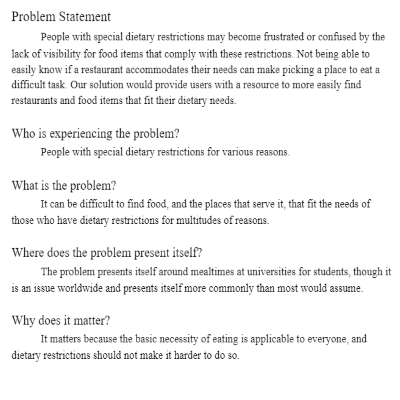 Problem Statement
People with special dietary restrictions may become frustrated or confused by the
lack of visibility for food items that comply with these restrictions. Not being able to
easily know if a restaurant accommodates their needs can make picking a place to eat a
difficult task. Our solution would provide users with a resource to more easily find
restaurants and food items that fit their dietary needs.
Who is experiencing the problem?
People with special dietary restrictions for various reasons.
What is the problem?
It can be difficult to find food, and the places that serve it, that fit the needs of
those who have dietary restrictions for multitudes of reasons.
Where does the problem present itself?
The problem presents itself around mealtimes at universities for students, though it
is an issue worldwide and presents itself more commonly than most would assume.
Why does it matter?
It matters because the basic necessity of eating is applicable to everyone, and
dietary restrictions should not make it harder to do so.